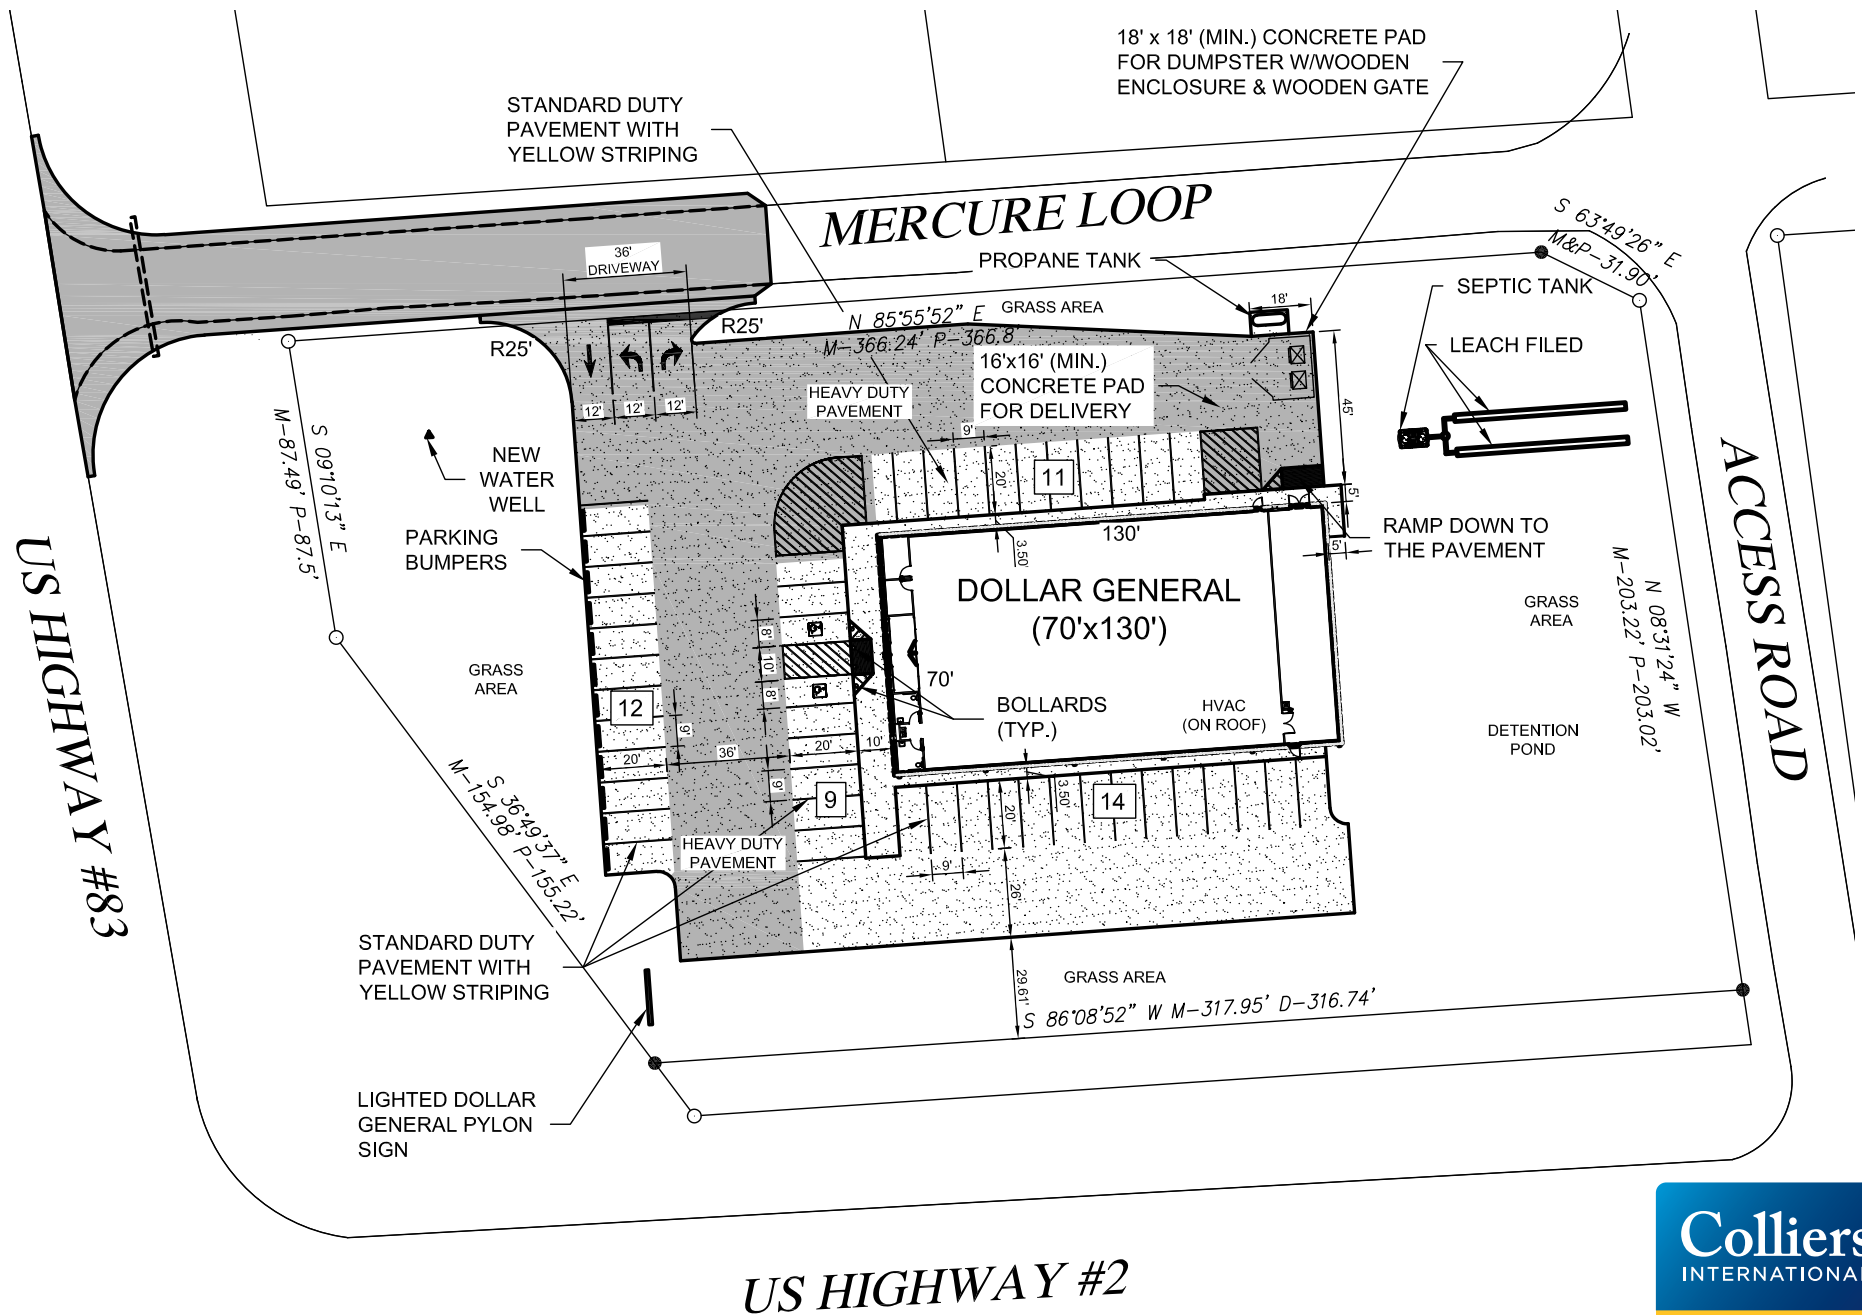 18' x 18' (MIN.) CONCRETE PAD
FOR DUMPSTER W/WOODEN
ENCLOSURE & WOODEN GATE
STANDARD DUTY
PAVEMENT WITH
YELLOW STRIPING
MERCURE LOOP
S 63°49'26" E
M&P-31.90'
36'
DRIVEWAY
PROPANE TANK
SEPTIC TANK
18'
GRASS AREA
N 85°55'52" E
M-366.24' P-366.8'
R25'
R25'
LEACH FILED
16'x16' (MIN.)
CONCRETE PAD
FOR DELIVERY
HEAVY DUTY
PAVEMENT
12'
12'
12'
45'
9'
S 09°10'13" E
M-87.49' P-87.5'
NEW
WATER
WELL
20'
11
5'
ACCESS ROAD
PARKING
BUMPERS
130'
3.50'
5'
RAMP DOWN TO
THE PAVEMENT
US HIGHWAY #83
DOLLAR GENERAL
(70'x130')
GRASS
AREA
N 08°31'24" W
M-203.22' P-203.02'
8'
10'
8'
GRASS
AREA
70'
12
9'
BOLLARDS
(TYP.)
HVAC
(ON ROOF)
DETENTION
POND
20'
36'
20'
10'
S 36°49'37" E
M-154.98' P-155.22'
9'
9
3.50'
14
20'
HEAVY DUTY
PAVEMENT
9'
26'
STANDARD DUTY
PAVEMENT WITH
YELLOW STRIPING
29.61'
GRASS AREA
S 86°08'52" W M-317.95' D-316.74'
LIGHTED DOLLAR
GENERAL PYLON
SIGN
US HIGHWAY #2
Colliers
INTERNATIONAL